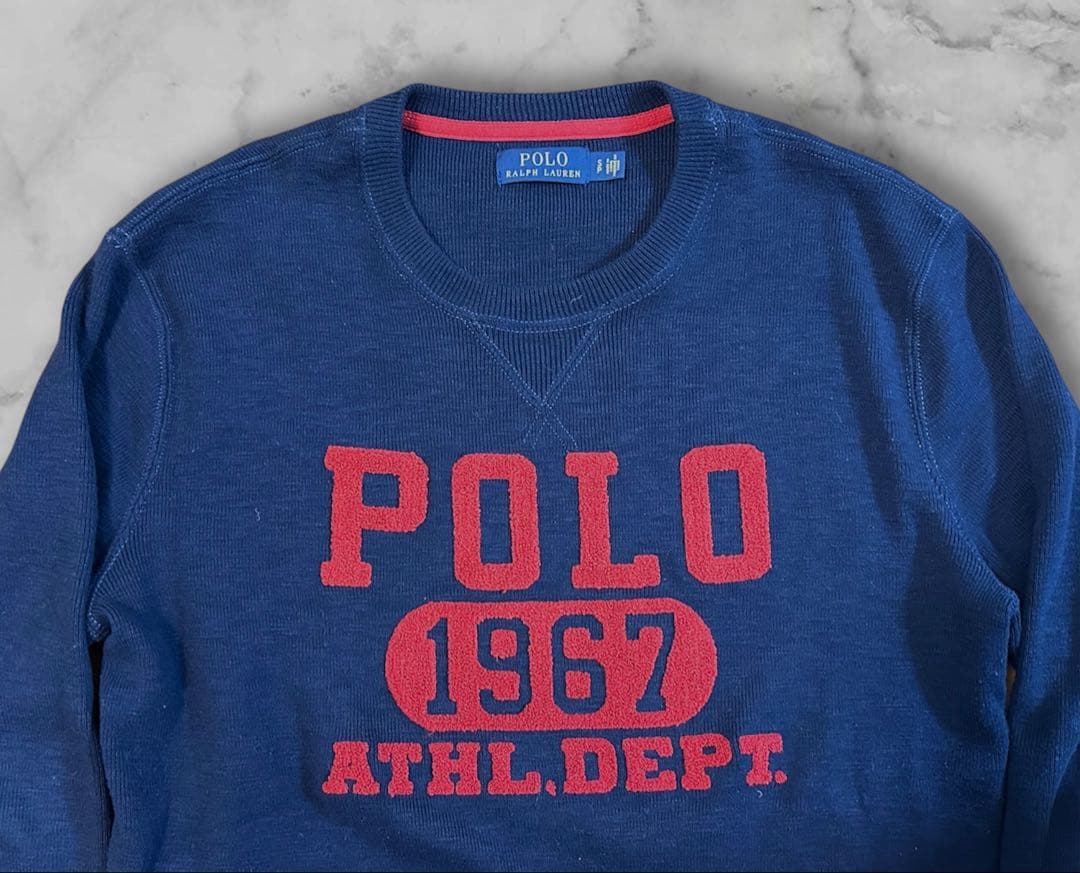 POLO
RALPH LAUREN
S
P
POLO
1967
ATHL.DEPT.